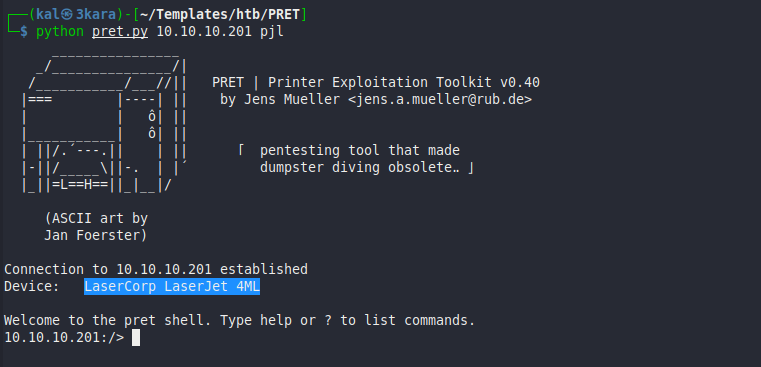 ┌──(kal㉿3kara)-[~/Templates/htb/PRET]
└─$ python pret.py 10.10.10.201 pjl
      ________________
    _/_______________/|
   /___________/___//||   PRET | Printer Exploitation Toolkit v0.40
  |===        |----| ||    by Jens Mueller <jens.a.mueller@rub.de>
  |           |   ô| ||
  |___________|   ô| ||
  | ||/.´---.||    | ||      「 pentesting tool that made
  |-||/_____\||-.  | |´         dumpster diving obsolete‥ 」
  |_||=L==H==||_|__|/

     (ASCII art by
     Jan Foerster)

Connection to 10.10.10.201 established
Device:   LaserCorp LaserJet 4ML

Welcome to the pret shell. Type help or ? to list commands.
10.10.10.201:/>